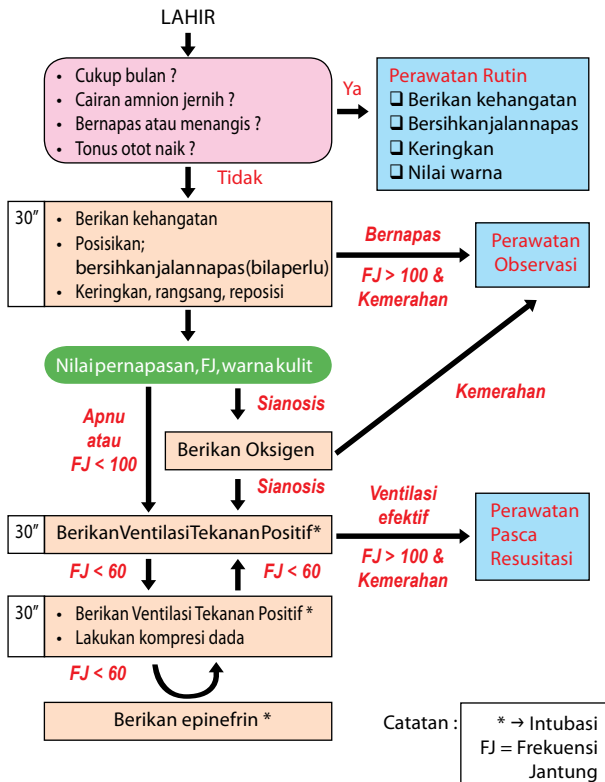 LAHIR
• Cukup bulan ?
• Cairan amnion jernih ?
• Bernapas atau menangis ?
• Tonus otot naik ?
Ya
Perawatan Rutin
❑ Berikan kehangatan
❑ Bersihkanjalannapas
❑ Keringkan
❑ Nilai warna
Tidak
30”
• Berikan kehangatan
• Posisikan;
bersihkanjalannapas(bilaperlu)
• Keringkan, rangsang, reposisi
Bernapas
FJ > 100 &
Kemerahan
Perawatan
Observasi
Nilai pernapasan, FJ, warna kulit
Apnu
atau
FJ < 100
Sianosis
Kemerahan
Berikan Oksigen
Sianosis
30”
BerikanVentilasiTekananPositif*
Ventilasi
efektif
FJ > 100 &
Kemerahan
Perawatan
Pasca
Resusitasi
FJ < 60
FJ < 60
30”
• Berikan Ventilasi Tekanan Positif *
• Lakukan kompresi dada
FJ < 60
Berikan epinefrin *
Catatan :
* → Intubasi
FJ = Frekuensi
Jantung